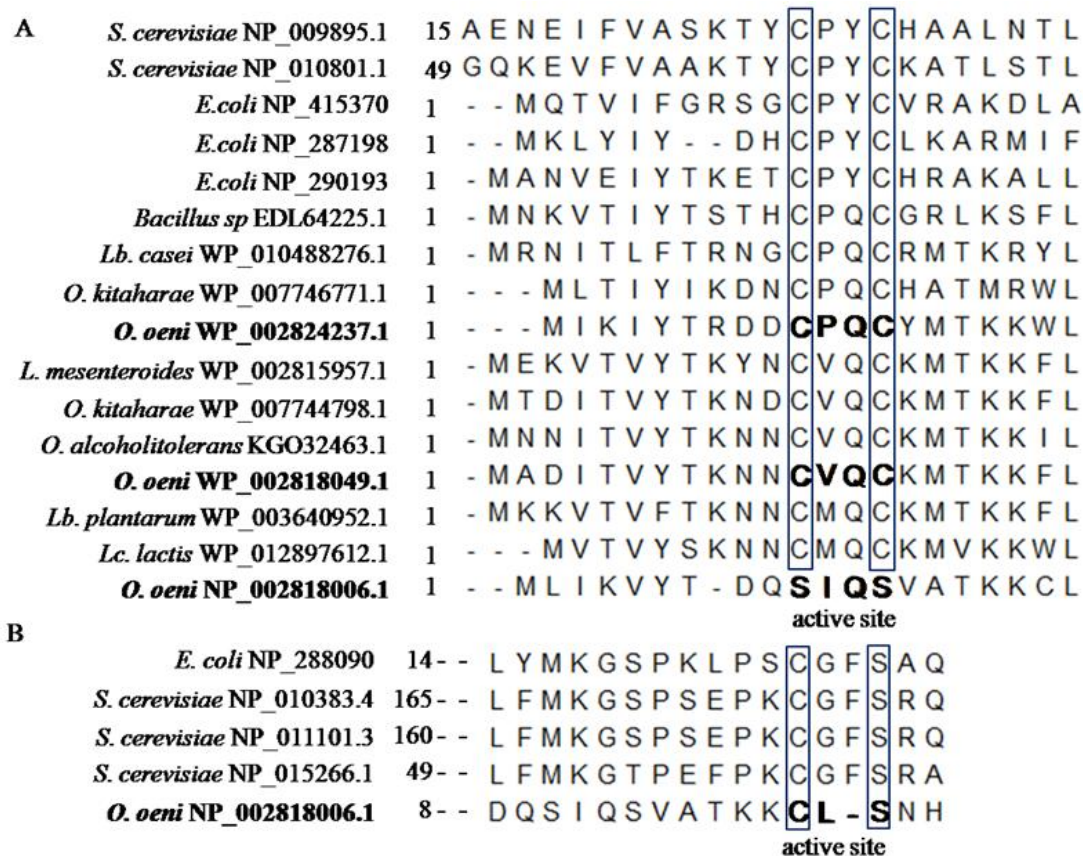 A
S. cerevisiae NP_009895.1 15 A E N E I F V A S K T Y C P Y C H A A L N T L
S. cerevisiae NP_010801.1 49 G Q K E V F V A A K T Y C P Y C K A T L S T L
E.coli NP_415370 1 - - M Q T V I F G R S G C P Y C V R A K D L A
E.coli NP_287198 1 - - M K L Y I Y - - D H C P Y C L K A R M I F
E.coli NP_290193 1 - M A N V E I Y T K E T C P Y C H R A K A L L
Bacillus sp EDL64225.1 1 - M N K V T I Y T S T H C P Q C G R L K S F L
Lb. casei WP_010488276.1 1 - M R N I T L F T R N G C P Q C R M T K R Y L
O. kitaharae WP_007746771.1 1 - - - M L T I Y I K D N C P Q C H A T M R W L
O. oeni WP_002824237.1 1 - - - M I K I Y T R D D C P Q C Y M T K K W L
L. mesenteroides WP_002815957.1 1 - M E K V T V Y T K Y N C V Q C K M T K K F L
O. kitaharae WP_007744798.1 1 - M T D I T V Y T K N D C V Q C K M T K K F L
O. alcoholitolerans KGO32463.1 1 - M N N I T V Y T K N N C V Q C K M T K K I L
O. oeni WP_002818049.1 1 - M A D I T V Y T K N N C V Q C K M T K K F L
Lb. plantarum WP_003640952.1 1 - M K K V T V F T K N N C M Q C K M T K K F L
Lc. lactis WP_012897612.1 1 - - - M V T V Y S K N N C M Q C K M V K K W L
O. oeni NP_002818006.1 1 - - M L I K V Y T - D Q S I Q S V A T K K C L
active site
B
E. coli NP_288090 14 - - L Y M K G S P K L P S C G F S A Q
S. cerevisiae NP_010383.4 165 - - L F M K G S P S E P K C G F S R Q
S. cerevisiae NP_011101.3 160 - - L F M K G S P S E P K C G F S R Q
S. cerevisiae NP_015266.1 49 - - L F M K G T P E F P K C G F S R A
O. oeni NP_002818006.1 8 - - D Q S I Q S V A T K K C L - S N H
active site